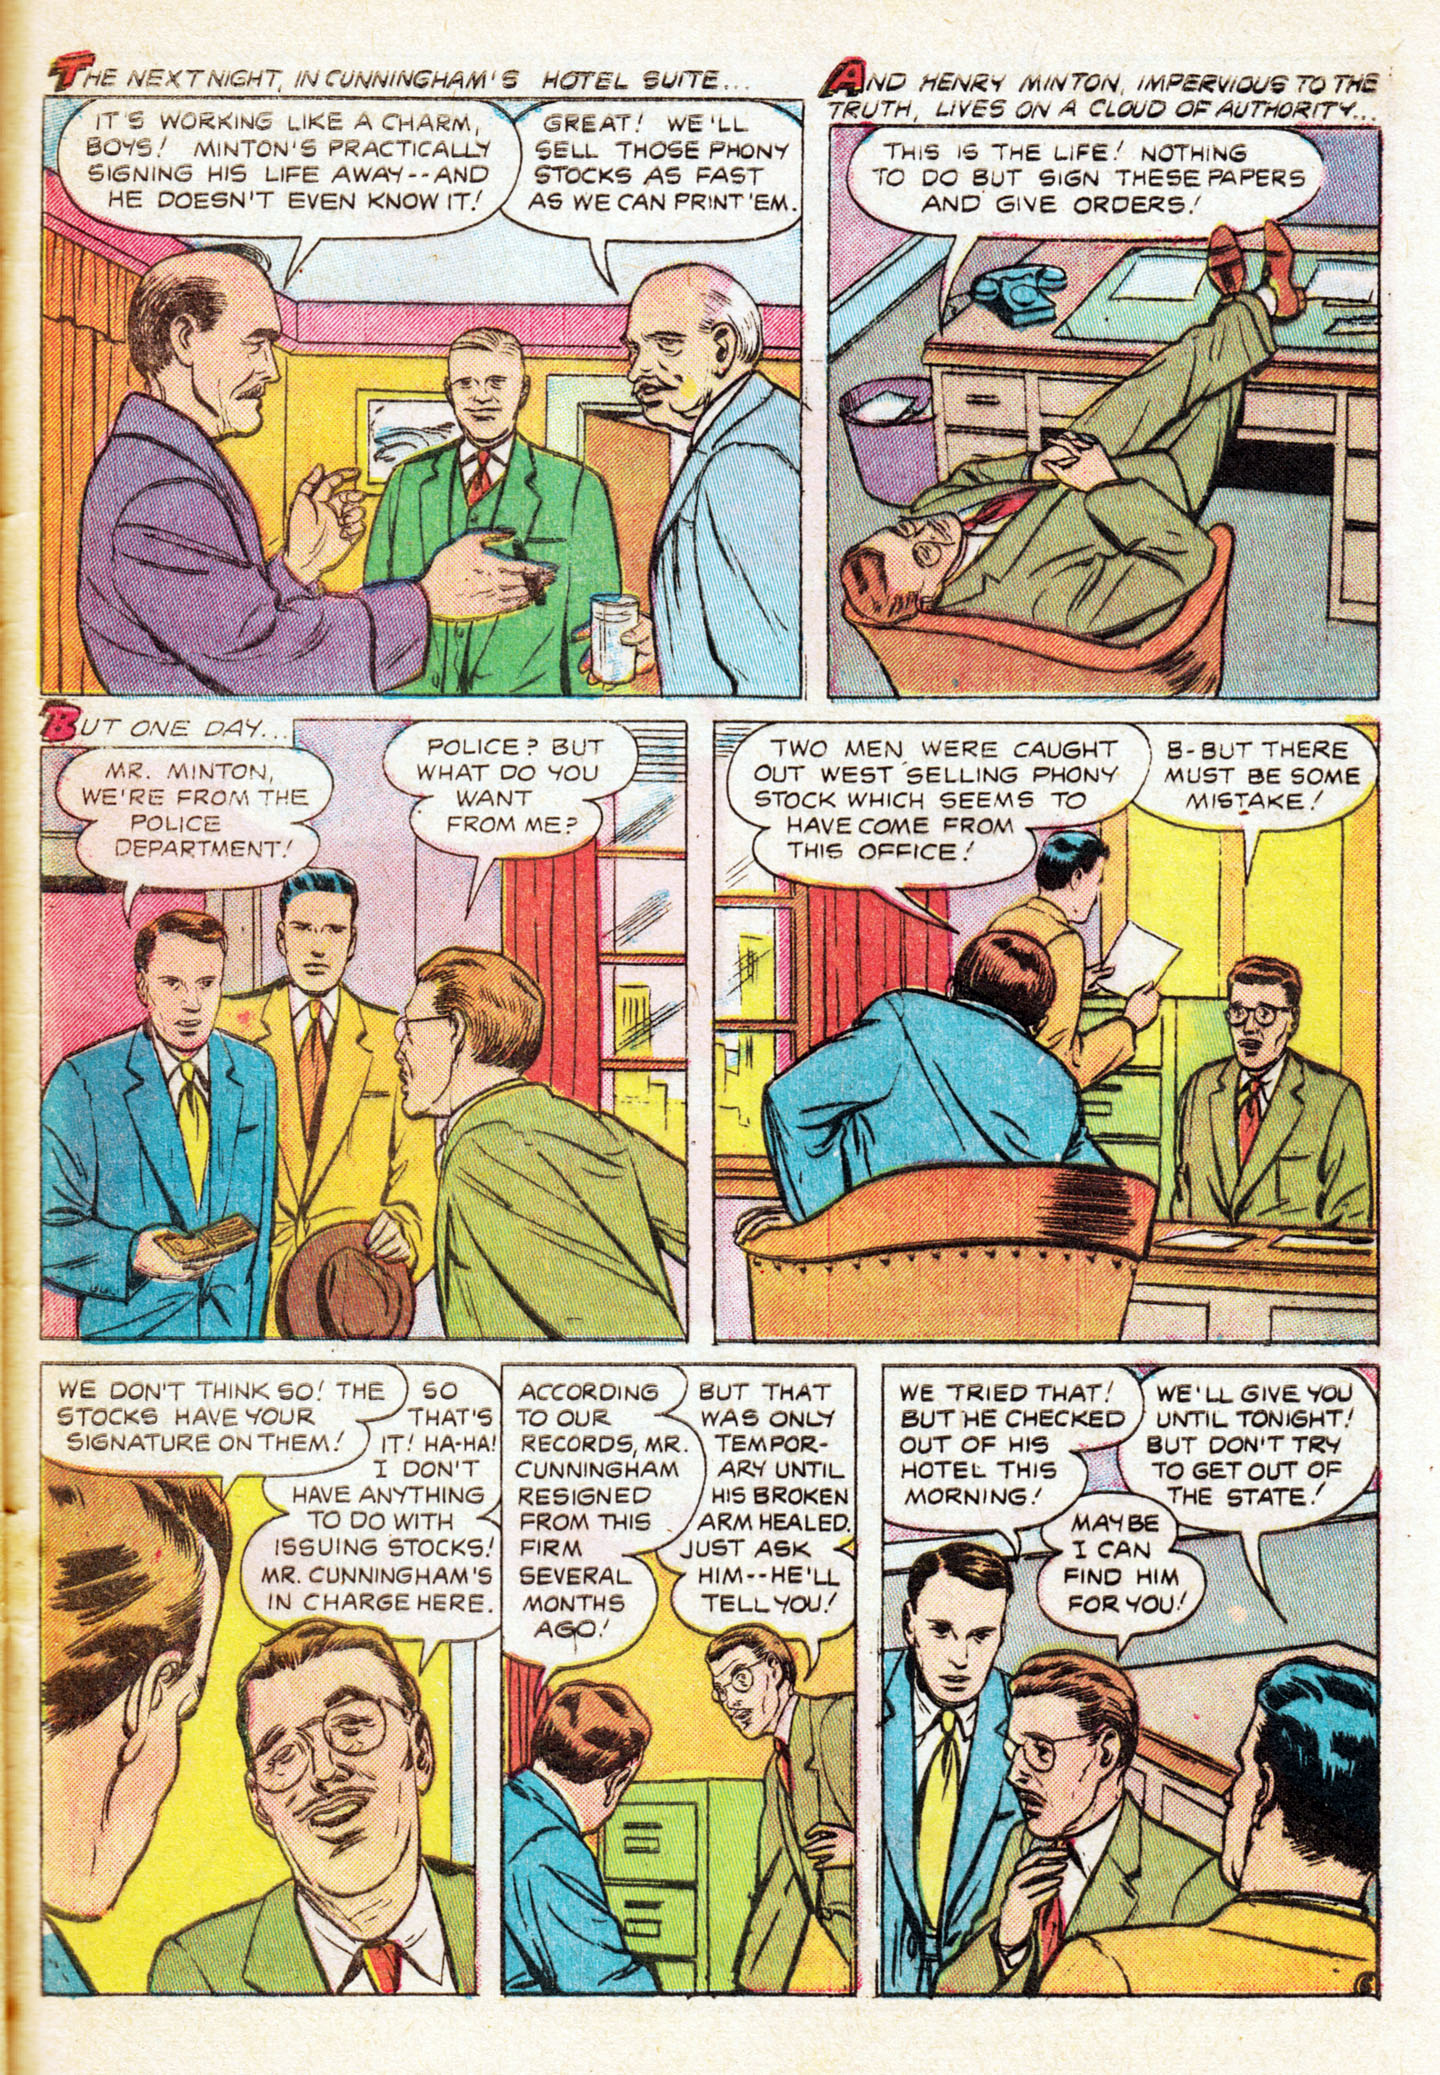 THE NEXT NIGHT, IN CUNNINGHAM'S HOTEL SUITE...
IT'S WORKING LIKE A CHARM,
BOYS! MINTON'S PRACTICALLY
SIGNING HIS LIFE AWAY--AND
HE DOESN'T EVEN KNOW IT!
GREAT! WE'LL
SELL THOSE PHONY
STOCKS AS FAST
AS WE CAN PRINT 'EM.
AND HENRY MINTON, IMPERVIOUS TO THE
TRUTH, LIVES ON A CLOUD OF AUTHORITY...
THIS IS THE LIFE! NOTHING
TO DO BUT SIGN THESE PAPERS
AND GIVE ORDERS!
BUT ONE DAY...
MR. MINTON,
WE'RE FROM THE
POLICE
DEPARTMENT!
POLICE? BUT
WHAT DO YOU
WANT
FROM ME?
TWO MEN WERE CAUGHT
OUT WEST SELLING PHONY
STOCK WHICH SEEMS TO
HAVE COME FROM
THIS OFFICE!
B-BUT THERE
MUST BE SOME
MISTAKE!
WE DON'T THINK SO! THE
STOCKS HAVE YOUR
SIGNATURE ON THEM!
SO
THAT'S
IT! HA-HA!
I DON'T
HAVE ANYTHING
TO DO WITH
ISSUING STOCKS!
MR. CUNNINGHAM'S
IN CHARGE HERE.
ACCORDING
TO OUR
RECORDS, MR.
CUNNINGHAM
RESIGNED
FROM THIS
FIRM
SEVERAL
MONTHS
AGO!
BUT THAT
WAS ONLY
TEMPOR-
ARY UNTIL
HIS BROKEN
ARM HEALED.
JUST ASK
HIM--HE'LL
TELL YOU!
WE TRIED THAT!
BUT HE CHECKED
OUT OF HIS
HOTEL THIS
MORNING!
MAYBE
I CAN
FIND HIM
FOR YOU!
WE'LL GIVE YOU
UNTIL TONIGHT!
BUT DON'T TRY
TO GET OUT OF
THE STATE!